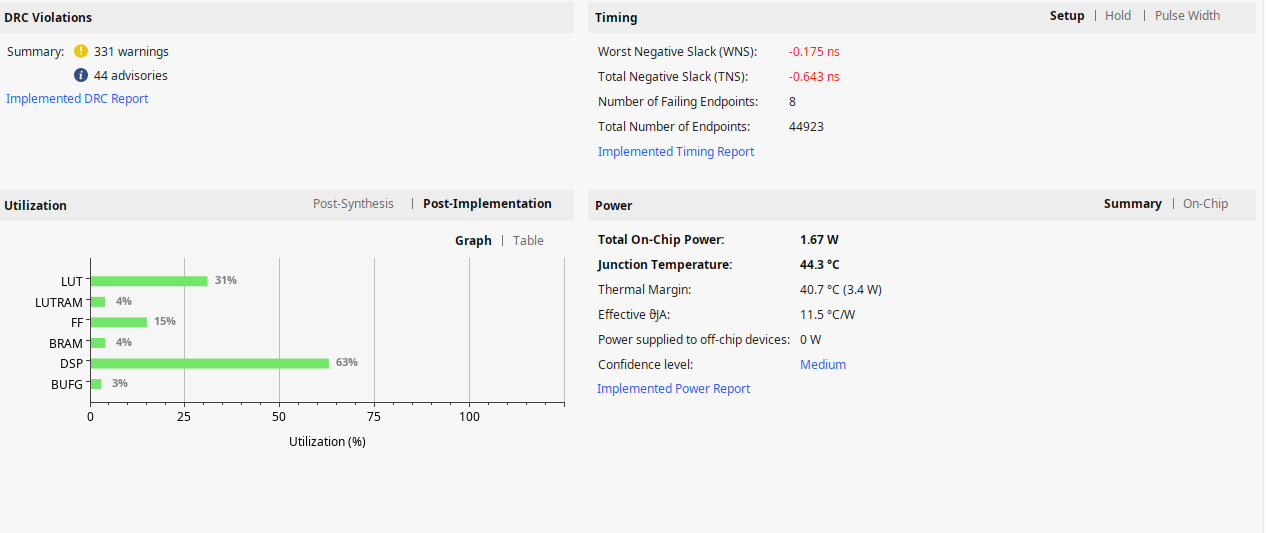 DRC Violations
Summary: 331 warnings
44 advisories
Implemented DRC Report
Timing
Setup | Hold | Pulse Width
Worst Negative Slack (WNS): -0.175 ns
Total Negative Slack (TNS): -0.643 ns
Number of Failing Endpoints: 8
Total Number of Endpoints: 44923
Implemented Timing Report
Utilization
Post-Synthesis | Post-Implementation
Graph | Table
LUT 31%
LUTRAM 4%
FF 15%
BRAM 4%
DSP 63%
BUFG 3%
0 25 50 75 100
Utilization (%)
Power
Summary | On-Chip
Total On-Chip Power: 1.67 W
Junction Temperature: 44.3 °C
Thermal Margin: 40.7 °C (3.4 W)
Effective ϑJA: 11.5 °C/W
Power supplied to off-chip devices: 0 W
Confidence level: Medium
Implemented Power Report